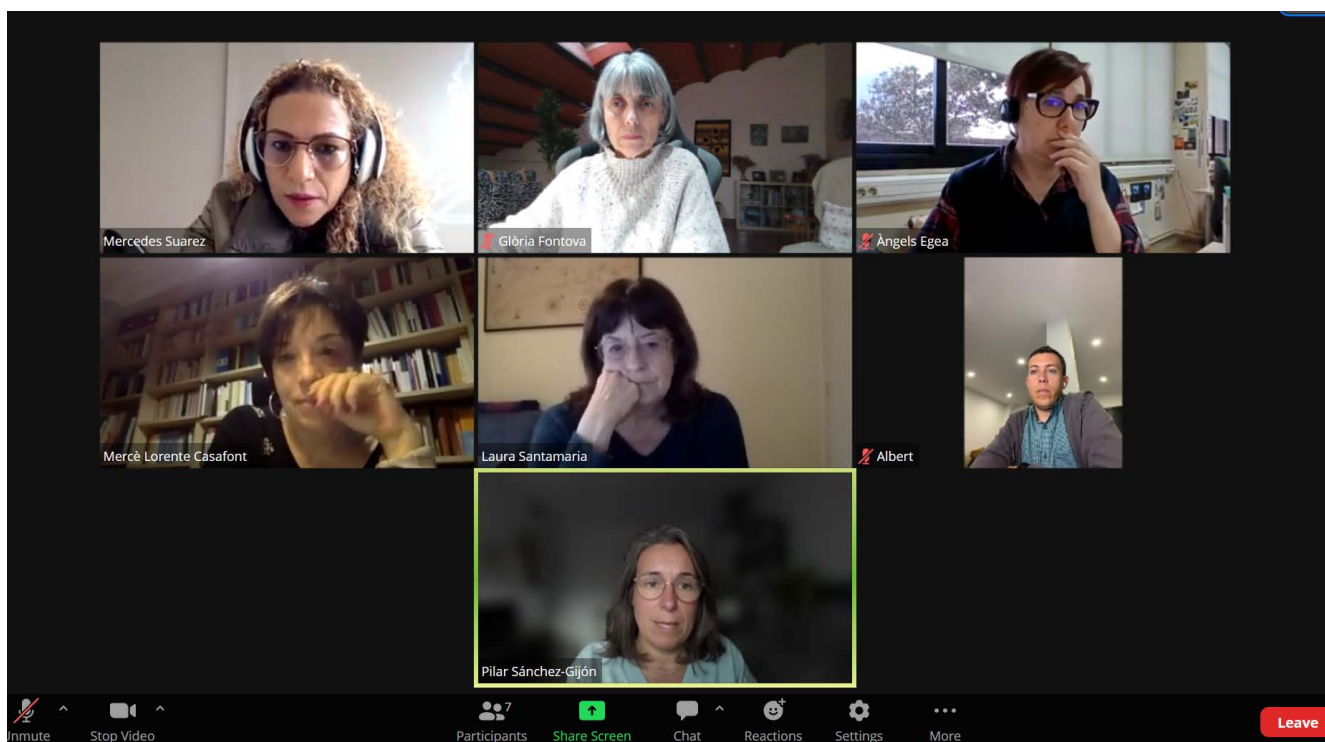 Mercedes Suarez
Glòria Fontova
Àngels Egea
Mercè Lorente Casafont
Laura Santamaria
Albert
Pilar Sánchez-Gijón
7
Unmute
Stop Video
Participants
Share Screen
Chat
Reactions
Settings
More
Leave